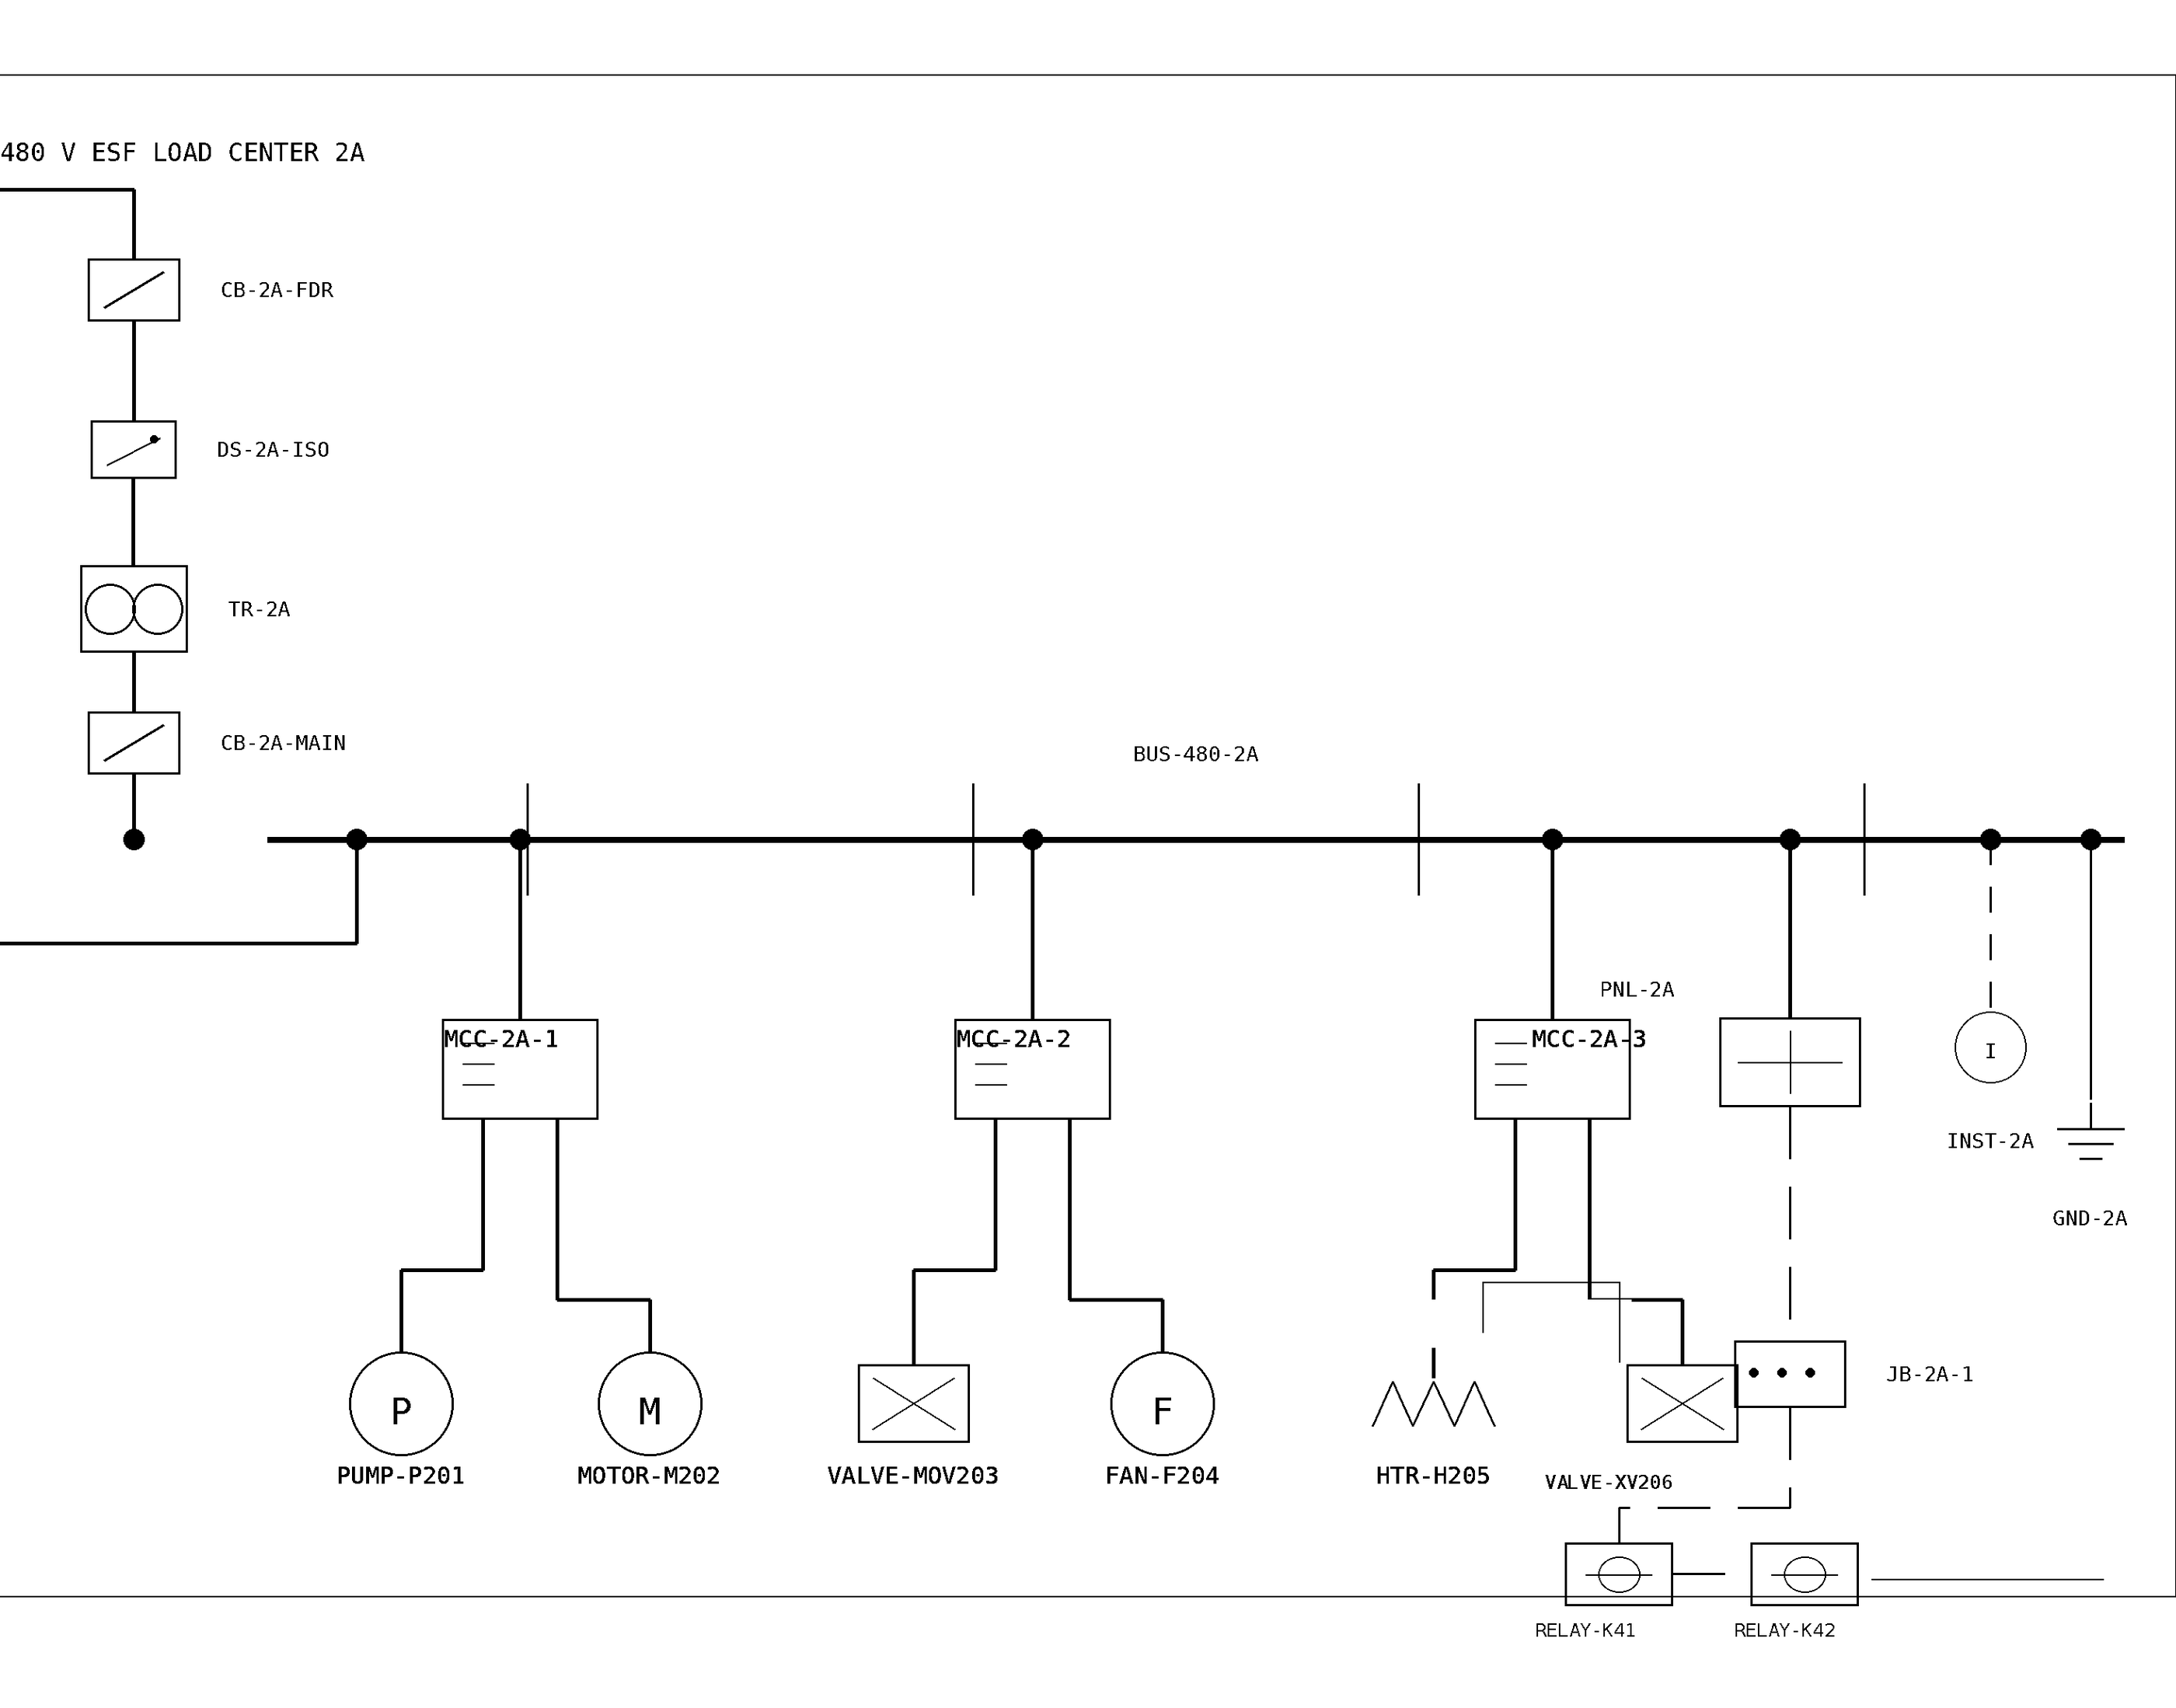 480 V ESF LOAD CENTER 2A
CB-2A-FDR
DS-2A-ISO
TR-2A
CB-2A-MAIN
BUS-480-2A
PNL-2A
MCC-2A-1
MCC-2A-2
MCC-2A-3
I
INST-2A
GND-2A
JB-2A-1
P
M
F
PUMP-P201
MOTOR-M202
VALVE-MOV203
FAN-F204
HTR-H205
VALVE-XV206
RELAY-K41
RELAY-K42